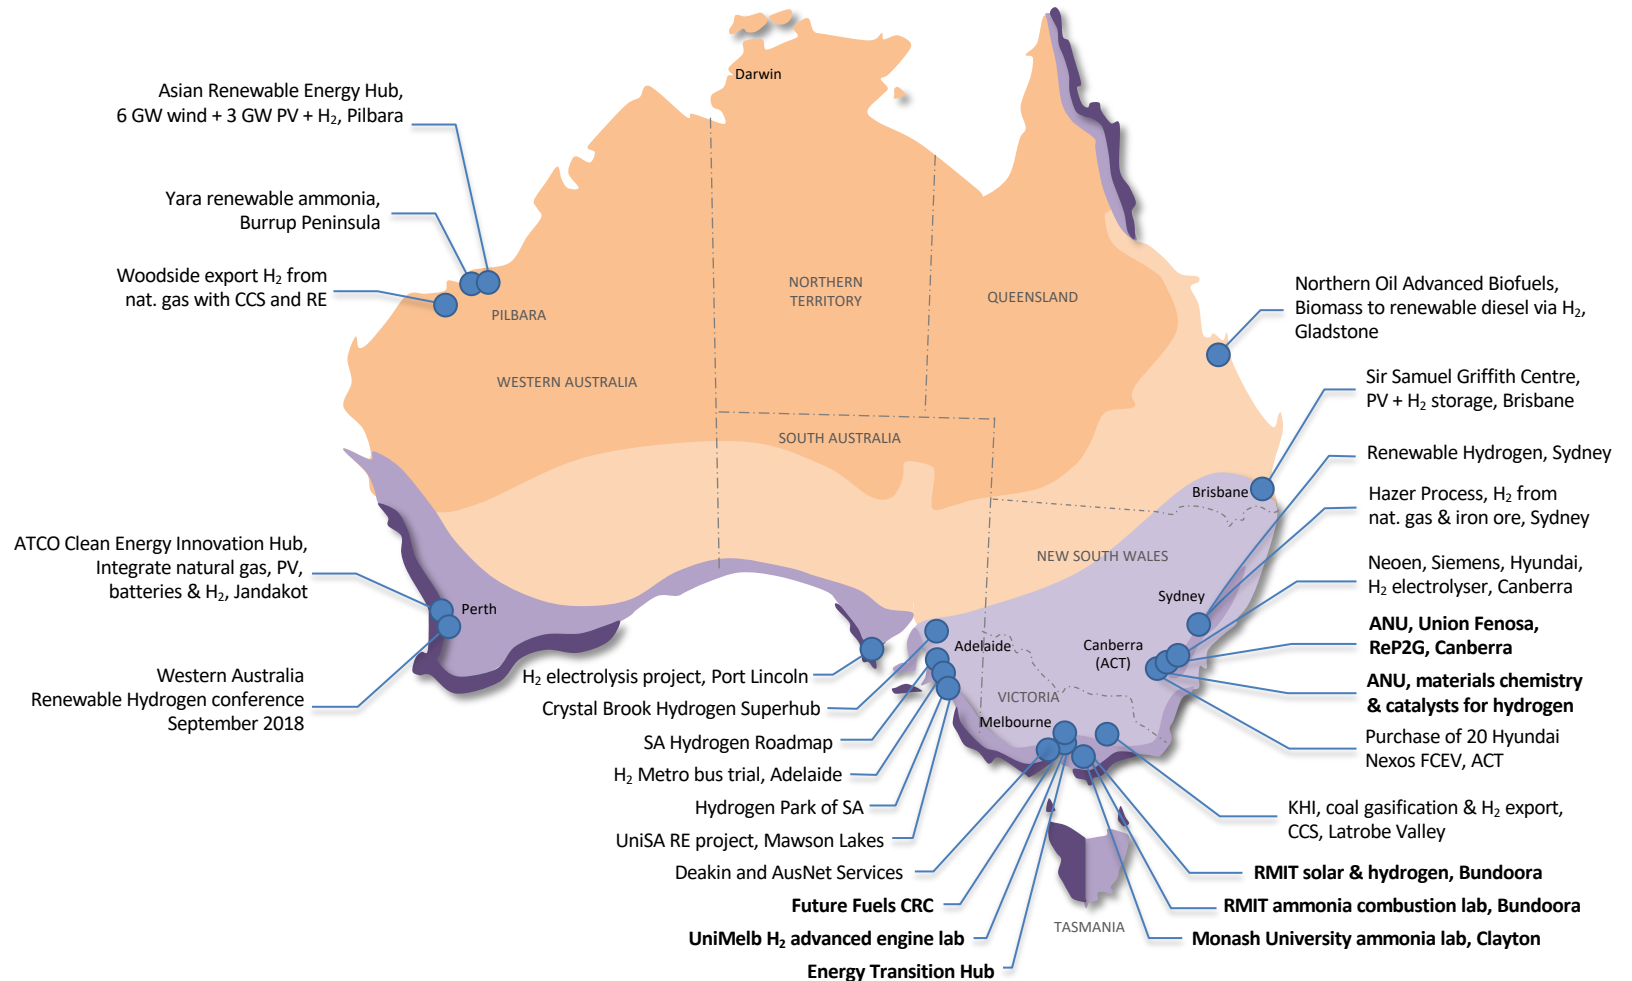 Darwin
Asian Renewable Energy Hub,
6 GW wind + 3 GW PV + H₂, Pilbara
Yara renewable ammonia,
Burrup Peninsula
Woodside export H₂ from
nat. gas with CCS and RE
PILBARA
NORTHERN
TERRITORY
QUEENSLAND
WESTERN AUSTRALIA
SOUTH AUSTRALIA
Northern Oil Advanced Biofuels,
Biomass to renewable diesel via H₂,
Gladstone
Sir Samuel Griffith Centre,
PV + H₂ storage, Brisbane
Renewable Hydrogen, Sydney
Brisbane
Hazer Process, H₂ from
nat. gas & iron ore, Sydney
NEW SOUTH WALES
Neoen, Siemens, Hyundai,
H₂ electrolyser, Canberra
Sydney
ATCO Clean Energy Innovation Hub,
Integrate natural gas, PV,
batteries & H₂, Jandakot
Perth
ANU, Union Fenosa,
ReP2G, Canberra
Adelaide
Canberra
(ACT)
Western Australia
Renewable Hydrogen conference
September 2018
H₂ electrolysis project, Port Lincoln
ANU, materials chemistry
& catalysts for hydrogen
VICTORIA
Crystal Brook Hydrogen Superhub
Melbourne
SA Hydrogen Roadmap
Purchase of 20 Hyundai
Nexos FCEV, ACT
H₂ Metro bus trial, Adelaide
Hydrogen Park of SA
KHI, coal gasification & H₂ export,
CCS, Latrobe Valley
UniSA RE project, Mawson Lakes
Deakin and AusNet Services
RMIT solar & hydrogen, Bundoora
Future Fuels CRC
RMIT ammonia combustion lab, Bundoora
TASMANIA
UniMelb H₂ advanced engine lab
Monash University ammonia lab, Clayton
Energy Transition Hub